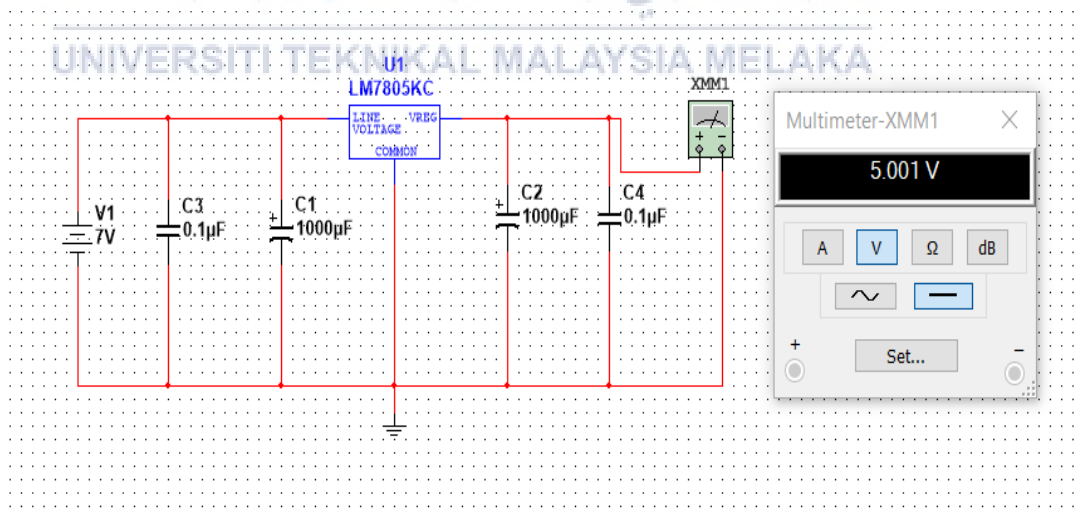 UNIVERSITI TEKNIKAL MALAYSIA MELAKA
U1
LM7805KC
LINE VREG
VOLTAGE
COMMON
XMM1
+ -
V1
7V
C3
0.1µF
+
C1
1000µF
+
C2
1000µF
C4
0.1µF
Multimeter-XMM1 X
5.001 V
A V Ω dB
+ Set... -